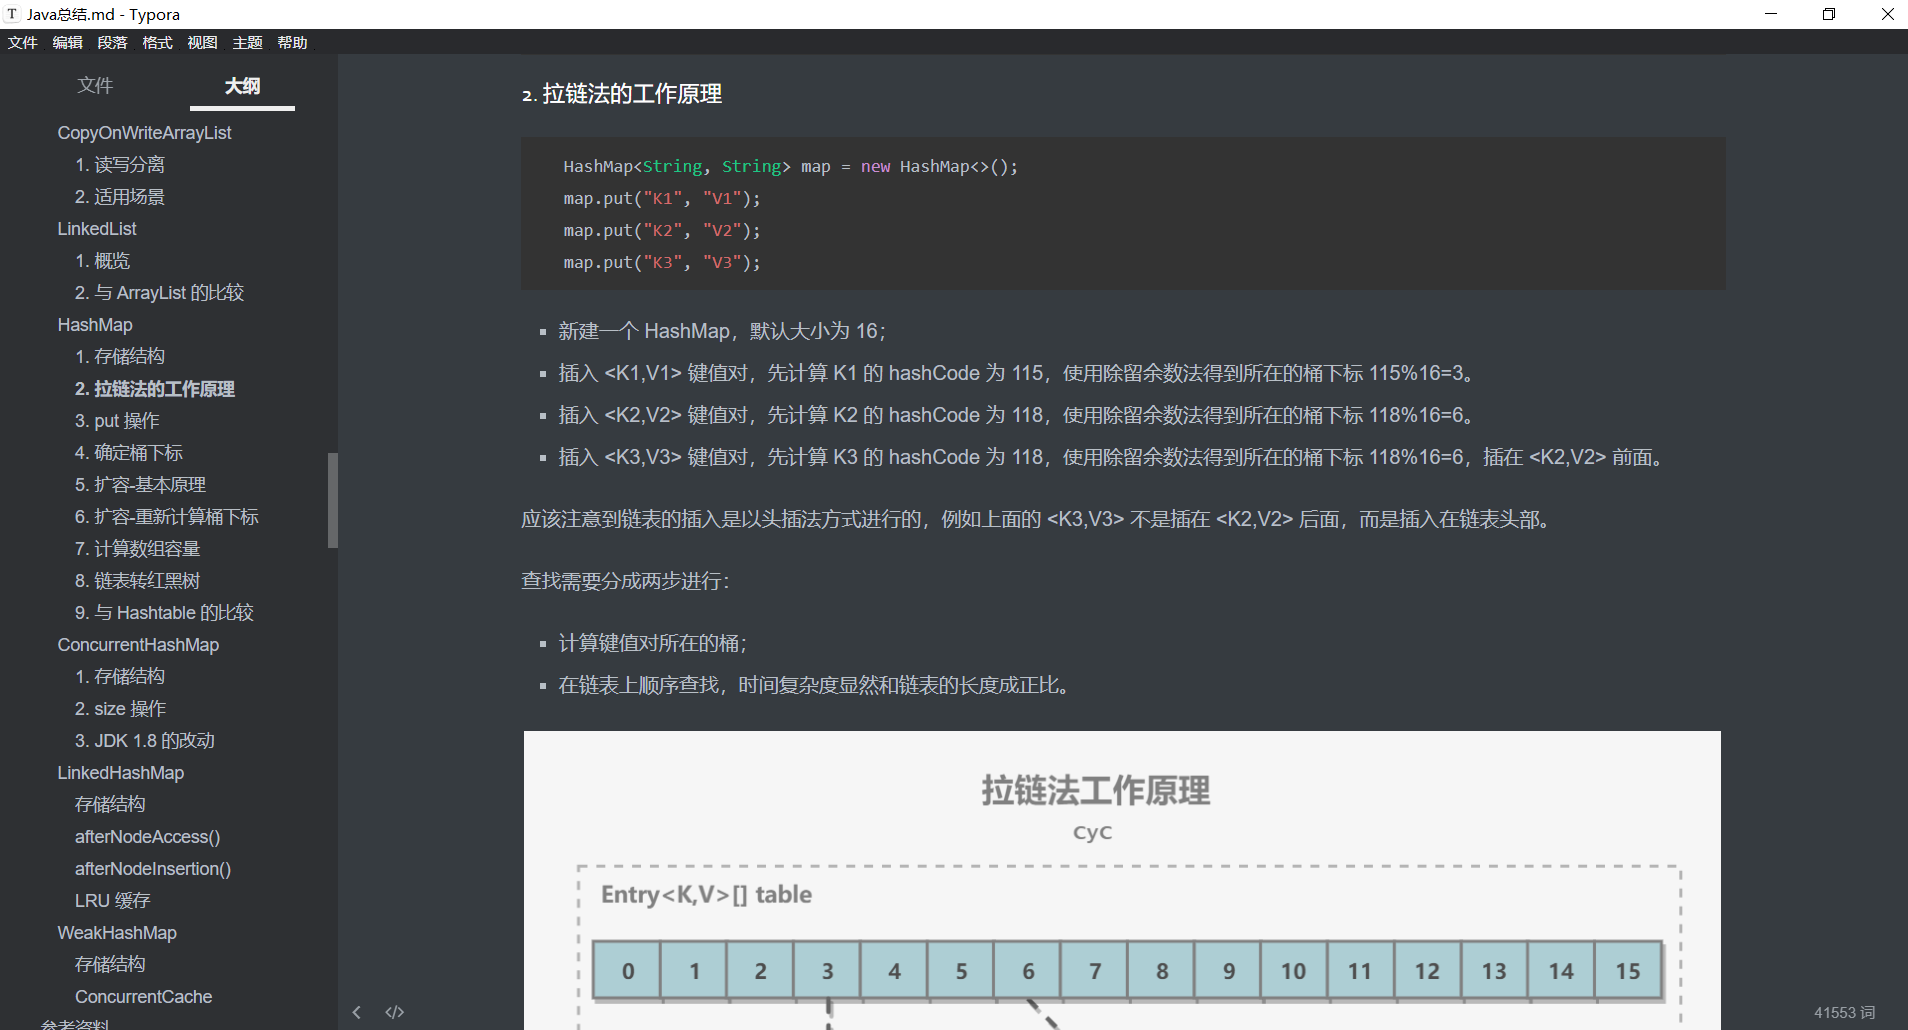 Java总结.md - Typora
文件 编辑 段落 格式 视图 主题 帮助
文件 大纲
CopyOnWriteArrayList
1. 读写分离
2. 适用场景
LinkedList
1. 概览
2. 与 ArrayList 的比较
HashMap
1. 存储结构
2. 拉链法的工作原理
3. put 操作
4. 确定桶下标
5. 扩容-基本原理
6. 扩容-重新计算桶下标
7. 计算数组容量
8. 链表转红黑树
9. 与 Hashtable 的比较
ConcurrentHashMap
1. 存储结构
2. size 操作
3. JDK 1.8 的改动
LinkedHashMap
存储结构
afterNodeAccess()
afterNodeInsertion()
LRU 缓存
WeakHashMap
存储结构
ConcurrentCache
参考资料
2. 拉链法的工作原理
HashMap<String, String> map = new HashMap<>();
map.put("K1", "V1");
map.put("K2", "V2");
map.put("K3", "V3");
新建一个 HashMap，默认大小为 16；
插入 <K1,V1> 键值对，先计算 K1 的 hashCode 为 115，使用除留余数法得到所在的桶下标 115%16=3。
插入 <K2,V2> 键值对，先计算 K2 的 hashCode 为 118，使用除留余数法得到所在的桶下标 118%16=6。
插入 <K3,V3> 键值对，先计算 K3 的 hashCode 为 118，使用除留余数法得到所在的桶下标 118%16=6，插在 <K2,V2> 前面。
应该注意到链表的插入是以头插法方式进行的，例如上面的 <K3,V3> 不是插在 <K2,V2> 后面，而是插入在链表头部。
查找需要分成两步进行：
计算键值对所在的桶；
在链表上顺序查找，时间复杂度显然和链表的长度成正比。
拉链法工作原理
CyC
Entry<K,V>[] table
0 1 2 3 4 5 6 7 8 9 10 11 12 13 14 15
41553 词